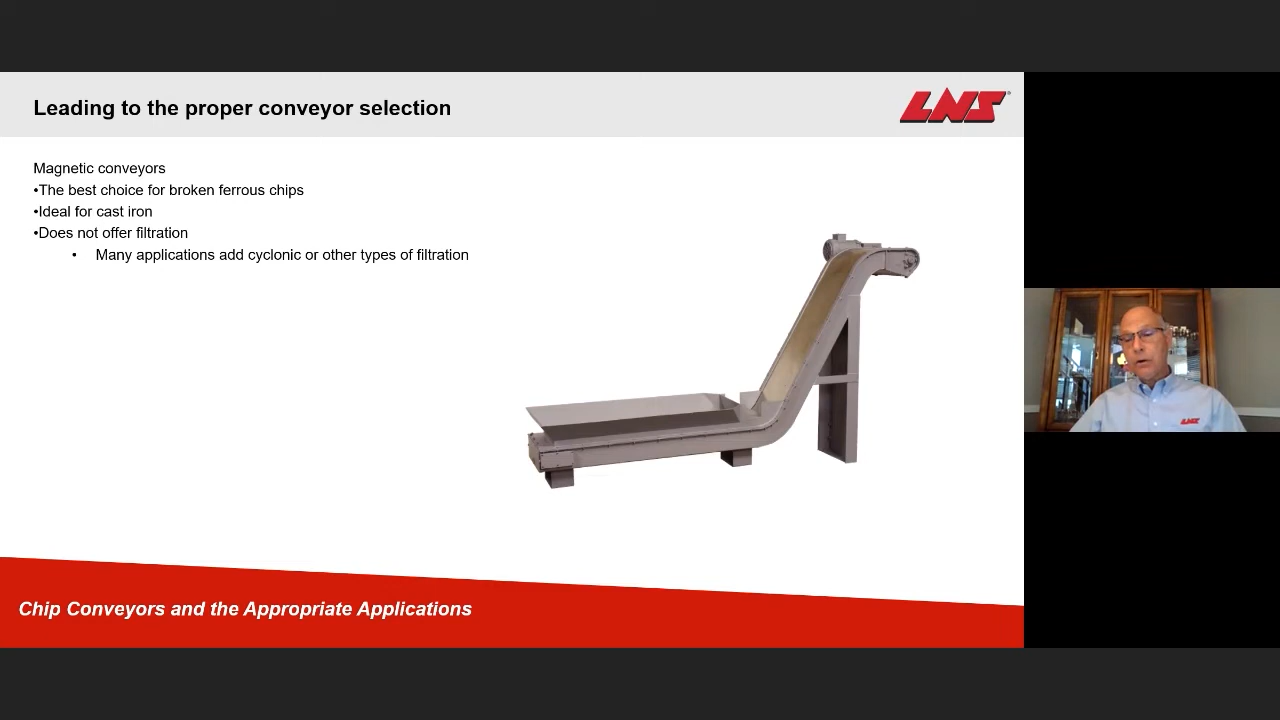 Leading to the proper conveyor selection
LNS®
Magnetic conveyors
•The best choice for broken ferrous chips
•Ideal for cast iron
•Does not offer filtration
• Many applications add cyclonic or other types of filtration
LNS
Chip Conveyors and the Appropriate Applications